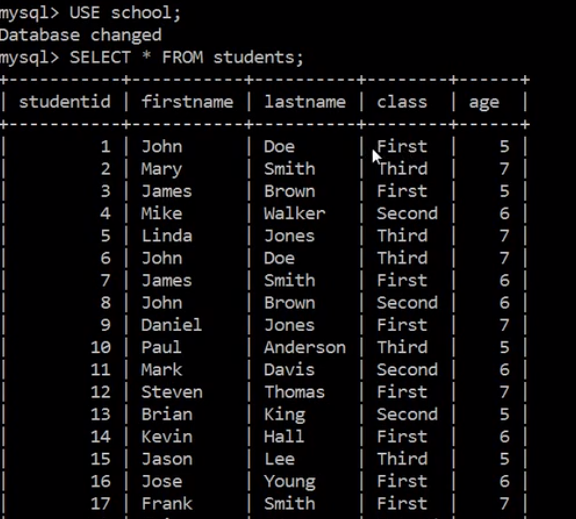 mysql> USE school;
Database changed
mysql> SELECT * FROM students;
+-----------+-----------+----------+--------+------+
| studentid | firstname | lastname | class | age |
+-----------+-----------+----------+--------+------+
| 1 | John | Doe | First | 5 |
| 2 | Mary | Smith | Third | 7 |
| 3 | James | Brown | First | 5 |
| 4 | Mike | Walker | Second | 6 |
| 5 | Linda | Jones | Third | 7 |
| 6 | John | Doe | Third | 7 |
| 7 | James | Smith | First | 6 |
| 8 | John | Brown | Second | 6 |
| 9 | Daniel | Jones | First | 7 |
| 10 | Paul | Anderson | Third | 5 |
| 11 | Mark | Davis | Second | 6 |
| 12 | Steven | Thomas | First | 7 |
| 13 | Brian | King | Second | 5 |
| 14 | Kevin | Hall | First | 6 |
| 15 | Jason | Lee | Third | 5 |
| 16 | Jose | Young | First | 6 |
| 17 | Frank | Smith | First | 7 |